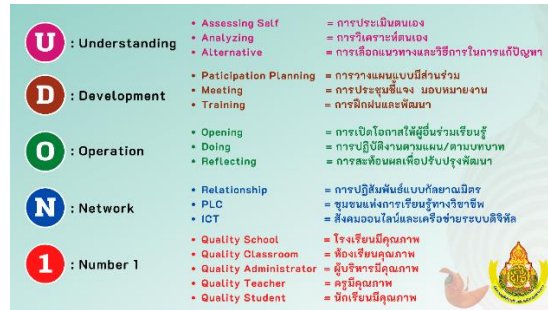 U : Understanding
• Assessing Self = การประเมินตนเอง
• Analyzing = การวิเคราะห์ตนเอง
• Alternative = การเลือกแนวทางและวิธีการในการแก้ปัญหา
D : Development
• Paticipation Planning = การวางแผนแบบมีส่วนร่วม
• Meeting = การประชุมชี้แจง มอบหมายงาน
• Training = การฝึกฝนและพัฒนา
O : Operation
• Opening = การเปิดโอกาสให้ผู้อื่นร่วมเรียนรู้
• Doing = การปฏิบัติงานตามแผน/ตามบทบาท
• Reflecting = การสะท้อนผลเพื่อปรับปรุงพัฒนา
N : Network
• Relationship = การปฏิสัมพันธ์แบบกัลยาณมิตร
• PLC = ชุมชนแห่งการเรียนรู้ทางวิชาชีพ
• ICT = สังคมออนไลน์และเครือข่ายระบบดิจิทัล
1 : Number 1
• Quality School = โรงเรียนมีคุณภาพ
• Quality Classroom = ห้องเรียนมีคุณภาพ
• Quality Administrator = ผู้บริหารมีคุณภาพ
• Quality Teacher = ครูมีคุณภาพ
• Quality Student = นักเรียนมีคุณภาพ